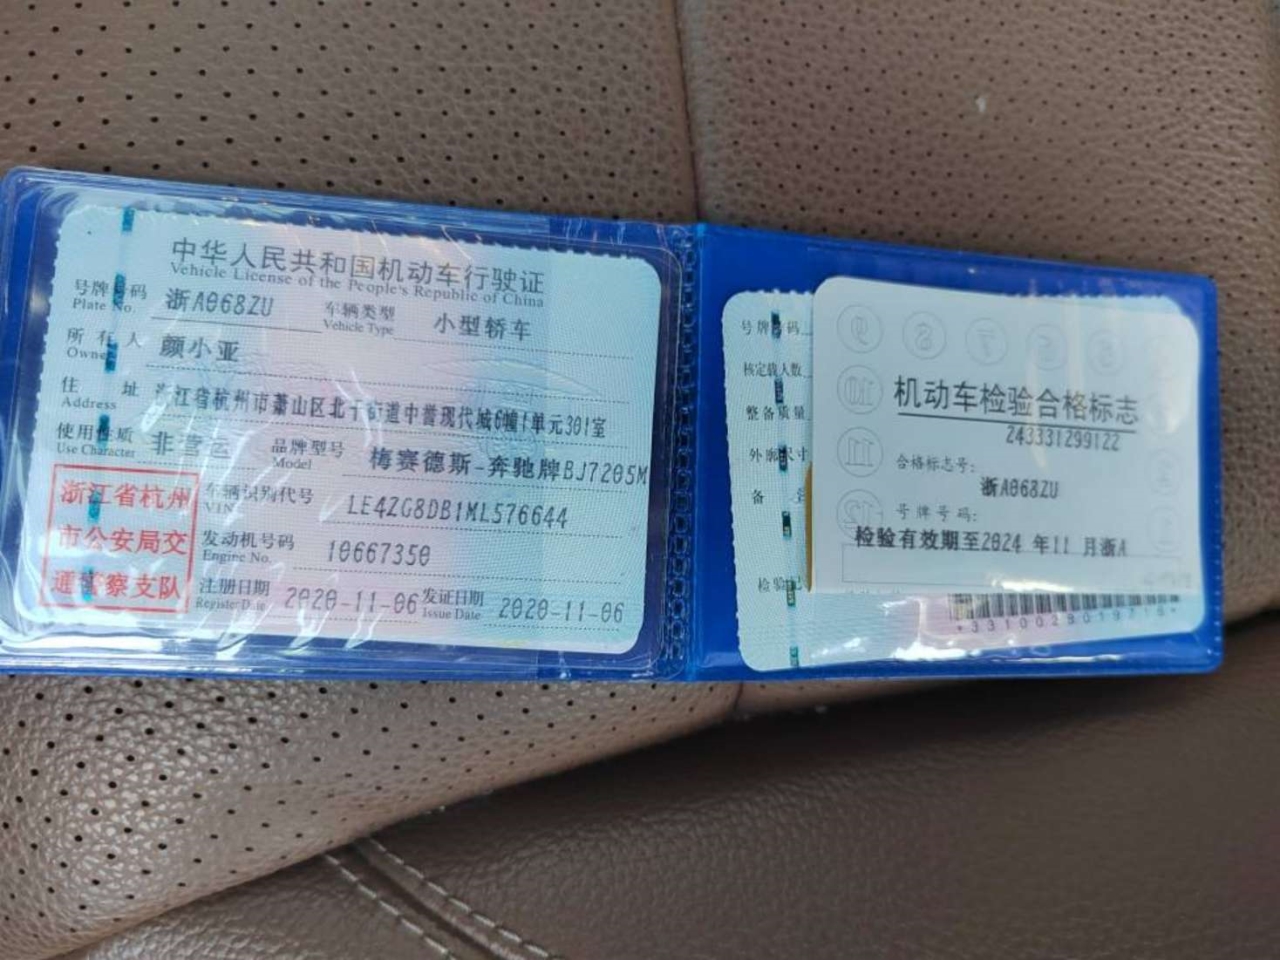 中华人民共和国机动车行驶证
Vehicle License of the People's Republic of China
号牌号码 浙A068ZU 车辆类型 小型轿车
Plate No. Vehicle Type
所有人 颜小亚
Owner
住址 浙江省杭州市萧山区北干街道中誉现代城6幢1单元301室
Address
使用性质 非营运 品牌型号 梅赛德斯-奔驰牌BJ7205M
Use Character Model
浙江省杭州
市公安局交
通警察支队
车辆识别代号 LE4ZG8DB1ML576644
VIN
发动机号码 10667350
Engine No.
注册日期 2020-11-06 发证日期 2020-11-06
Register Date Issue Date
号牌号码
核定载人数
整备质量
外廓尺寸
备注
检验记
机动车检验合格标志
243331299122
合格标志号:
浙A068ZU
号牌号码:
检验有效期至2024 年11 月浙A